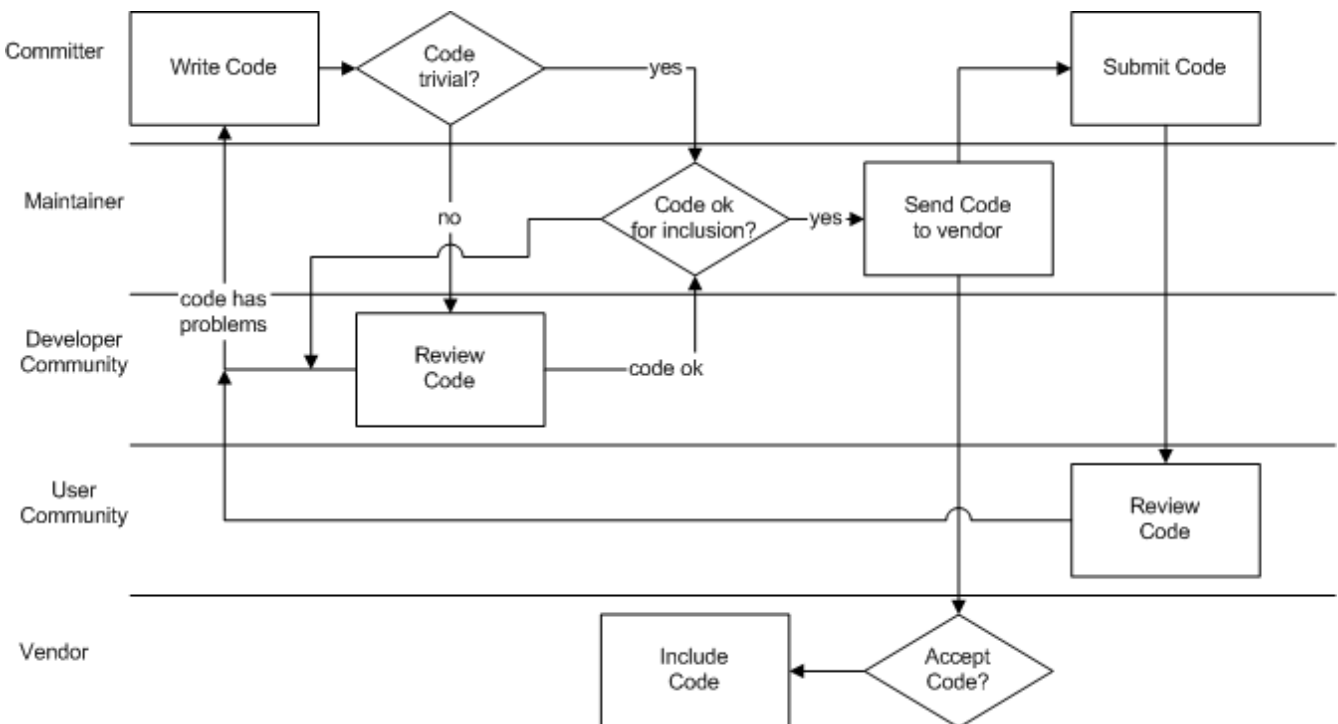 Committer
Write Code
Code
trivial?
yes
Submit Code
Maintainer
no
Code ok
for inclusion?
yes
Send Code
to vendor
code has
problems
Developer
Community
Review
Code
code ok
User
Community
Review
Code
Vendor
Include
Code
Accept
Code?